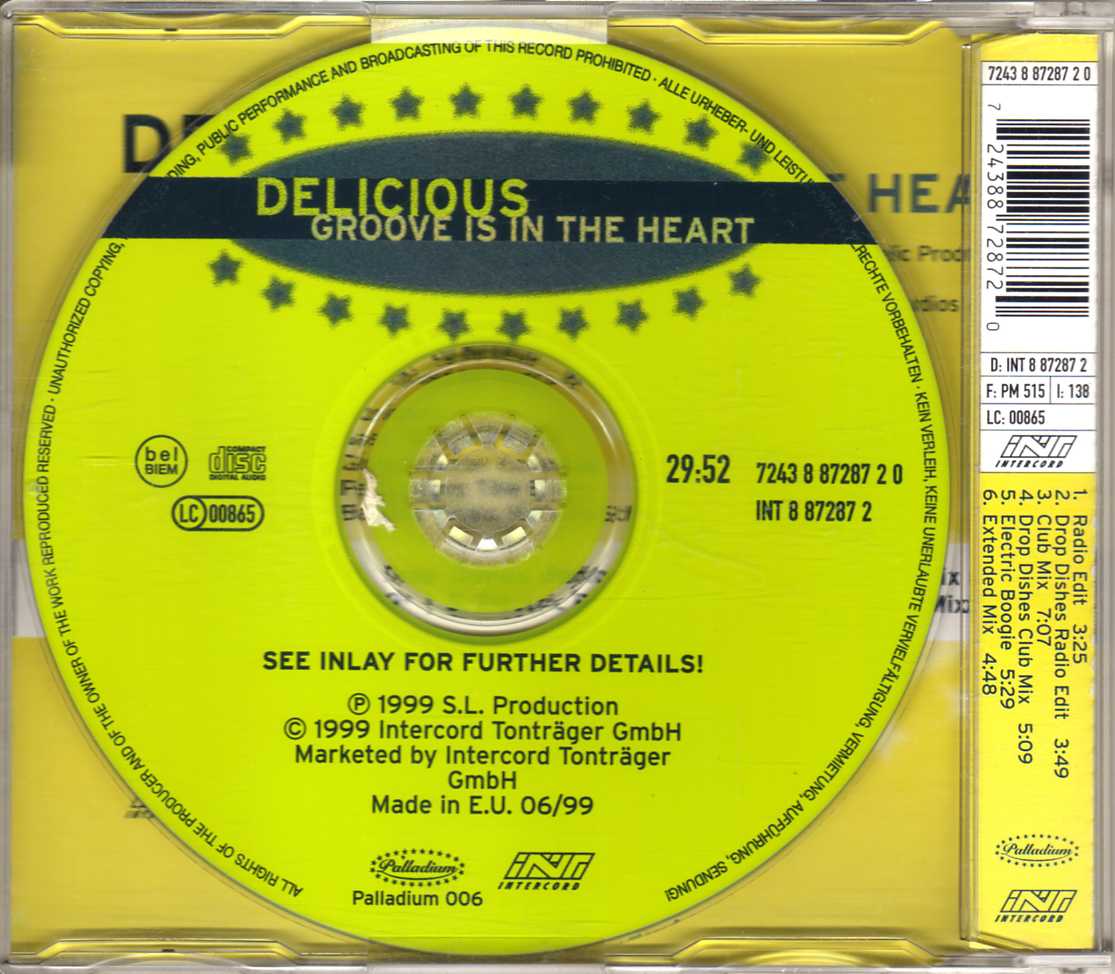 ALL RIGHTS OF THE PRODUCER AND OF THE OWNER OF THE WORK REPRODUCED RESERVED · UNAUTHORIZED COPYING, PUBLIC PERFORMANCE AND BROADCASTING OF THIS RECORD PROHIBITED · ALLE URHEBER- UND VORBEHALTEN · KEIN VERLEIH, KEINE UNERLAUBTE VERVIELFÄLTIGUNG, VERMIETUNG, AUFFÜHRUNG, SENDUNG!
DELICIOUS
GROOVE IS IN THE HEART
bel
BIEM
COMPACT
disc
DIGITAL AUDIO
LC 00865
29:52
7243 8 87287 2 0
INT 8 87287 2
SEE INLAY FOR FURTHER DETAILS!
Ⓟ 1999 S.L. Production
© 1999 Intercord Tonträger GmbH
Marketed by Intercord Tonträger
GmbH
Made in E.U. 06/99
Palladium
Palladium 006
INT
INTERCORD
7243 8 87287 2 0
7 24388 72872 0
D: INT 8 87287 2
F: PM 515
I: 138
LC: 00865
INT
INTERCORD
1. Radio Edit 3:25
2. Drop Dishes Radio Edit 3:49
3. Club Mix 7:07
4. Drop Dishes Club Mix 5:09
5. Electric Boogie 5:29
6. Extended Mix 4:48
Palladium
INT
INTERCORD